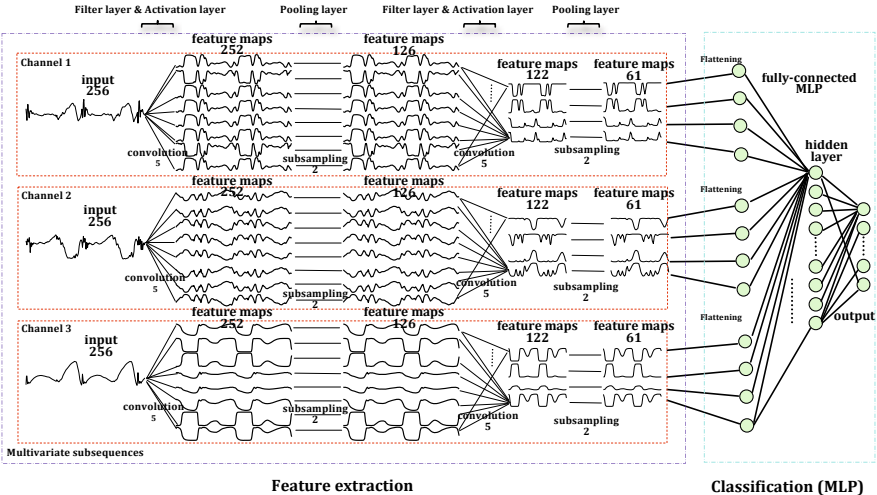 Filter layer & Activation layer
Pooling layer
Filter layer & Activation layer
Pooling layer
Channel 1
input
256
feature maps
252
feature maps
126
feature maps
122
feature maps
61
convolution
5
subsampling
2
convolution
5
subsampling
2
Flattening
fully-connected
MLP
hidden
layer
Channel 2
input
256
feature maps
252
feature maps
126
feature maps
122
feature maps
61
convolution
5
subsampling
2
convolution
5
subsampling
2
Flattening
output
Channel 3
input
256
feature maps
252
feature maps
126
feature maps
122
feature maps
61
convolution
5
subsampling
2
convolution
5
subsampling
2
Flattening
Multivariate subsequences
Feature extraction
Classification (MLP)